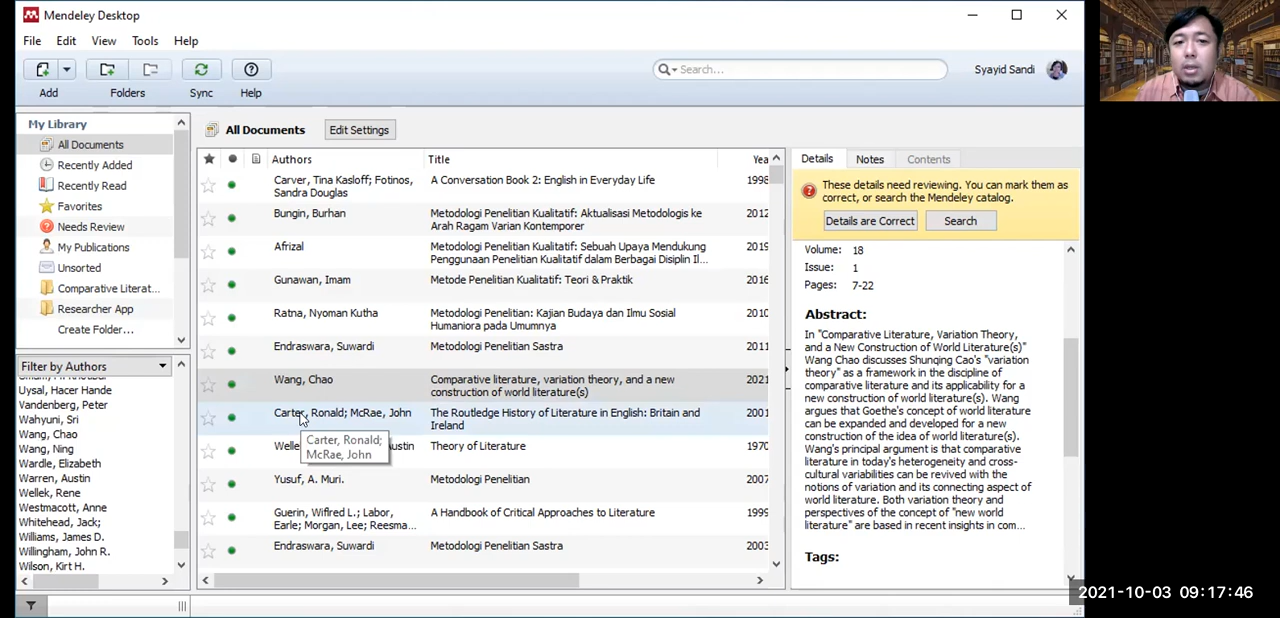 Mendeley Desktop
File Edit View Tools Help
Add Folders Sync Help
Search...
Syayid Sandi
My Library
All Documents
Recently Added
Recently Read
Favorites
Needs Review
My Publications
Unsorted
Comparative Literat...
Researcher App
Create Folder...
Filter by Authors
Uysal, Hacer Hande
Vandenberg, Peter
Wahyuni, Sri
Wang, Chao
Wang, Ning
Wardle, Elizabeth
Warren, Austin
Wellek, Rene
Westmacott, Anne
Whitehead, Jack;
Williams, James D.
Willingham, John R.
Wilson, Kirt H.
All Documents Edit Settings
Authors Title Yea
Carver, Tina Kasloff; Fotinos, Sandra Douglas A Conversation Book 2: English in Everyday Life 1998
Bungin, Burhan Metodologi Penelitian Kualitatif: Aktualisasi Metodologis ke 2012
Arah Ragam Varian Kontemporer
Afrizal Metodologi Penelitian Kualitatif: Sebuah Upaya Mendukung 2019
Penggunaan Penelitian Kualitatif dalam Berbagai Disiplin Il...
Gunawan, Imam Metode Penelitian Kualitatif: Teori & Praktik 2016
Ratna, Nyoman Kutha Metodologi Penelitian: Kajian Budaya dan Ilmu Sosial 2010
Humaniora pada Umumnya
Endraswara, Suwardi Metodologi Penelitian Sastra 2011
Wang, Chao Comparative literature, variation theory, and a new 2021
construction of world literature(s)
Carter, Ronald; McRae, John The Routledge History of Literature in English: Britain and 2001
Ireland
Carter, Ronald;
McRae, John
Welle ustin Theory of Literature 1970
Yusuf, A. Muri. Metodologi Penelitian 2007
Guerin, Wilfred L.; Labor, A Handbook of Critical Approaches to Literature 1999
Earle; Morgan, Lee; Reesma...
Endraswara, Suwardi Metodologi Penelitian Sastra 2003
Details Notes Contents
These details need reviewing. You can mark them as
correct, or search the Mendeley catalog.
Details are Correct Search
Volume: 18
Issue: 1
Pages: 7-22
Abstract:
In "Comparative Literature, Variation Theory,
and a New Construction of World Literature(s)"
Wang Chao discusses Shunqing Cao's "variation
theory" as a framework in the discipline of
comparative literature and its applicability for a
new construction of world literature(s). Wang
argues that Goethe's concept of world literature
can be expanded and developed for a new
construction of the idea of world literature(s).
Wang's principal argument is that comparative
literature in today's heterogeneity and cross-
cultural variabilities can be revived with the
notions of variation and its connecting aspect of
world literature. Both variation theory and
perspectives of the concept of "new world
literature" are based in recent insights in com...
Tags:
2021-10-03 09:17:46